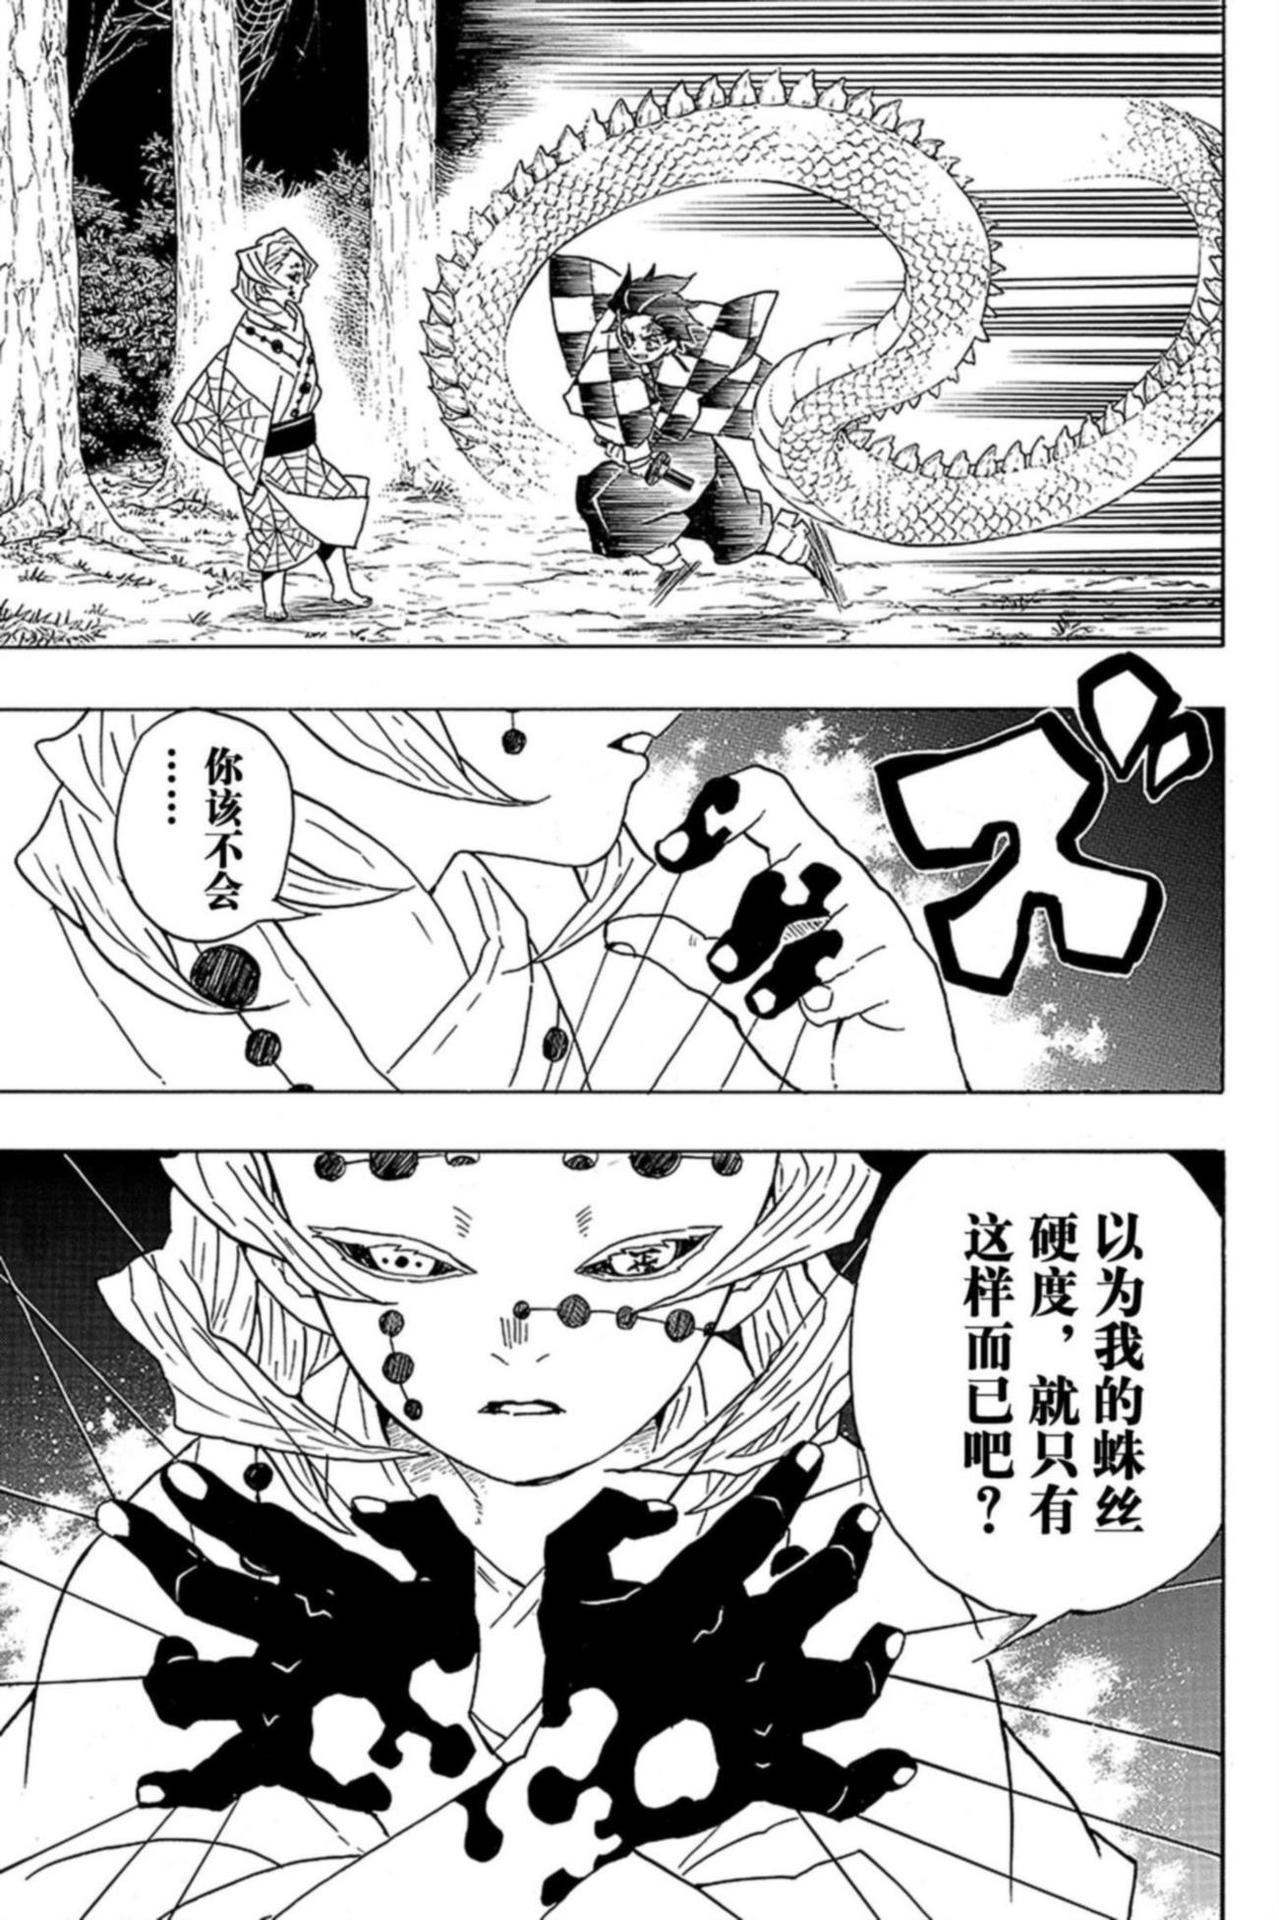 ズ
你该不会
……
以为我的蛛丝
硬度，就只有
这样而已吧？